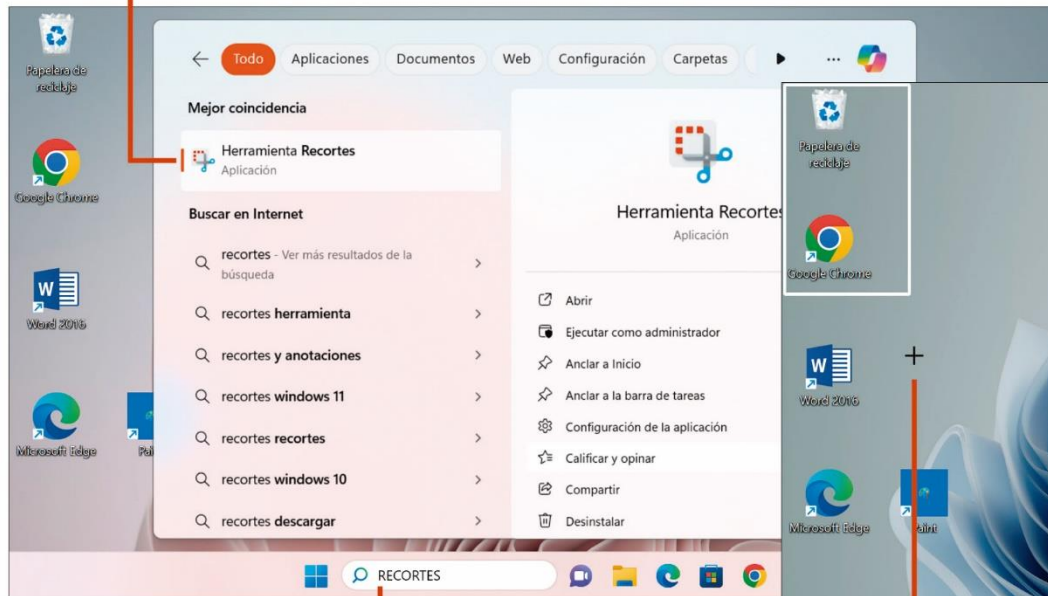 Papelera de
reciclaje
Google Chrome
W
Word 2016
Microsoft Edge
Pai
Todo
Aplicaciones
Documentos
Web
Configuración
Carpetas
...
Mejor coincidencia
Herramienta Recortes
Aplicación
Buscar en Internet
recortes - Ver más resultados de la
búsqueda
recortes herramienta
recortes y anotaciones
recortes windows 11
recortes recortes
recortes windows 10
recortes descargar
Herramienta Recortes
Aplicación
Abrir
Ejecutar como administrador
Anclar a Inicio
Anclar a la barra de tareas
Configuración de la aplicación
Calificar y opinar
Compartir
Desinstalar
Papelera de
reciclaje
Google Chrome
W
Word 2016
Microsoft Edge
Paint
RECORTES